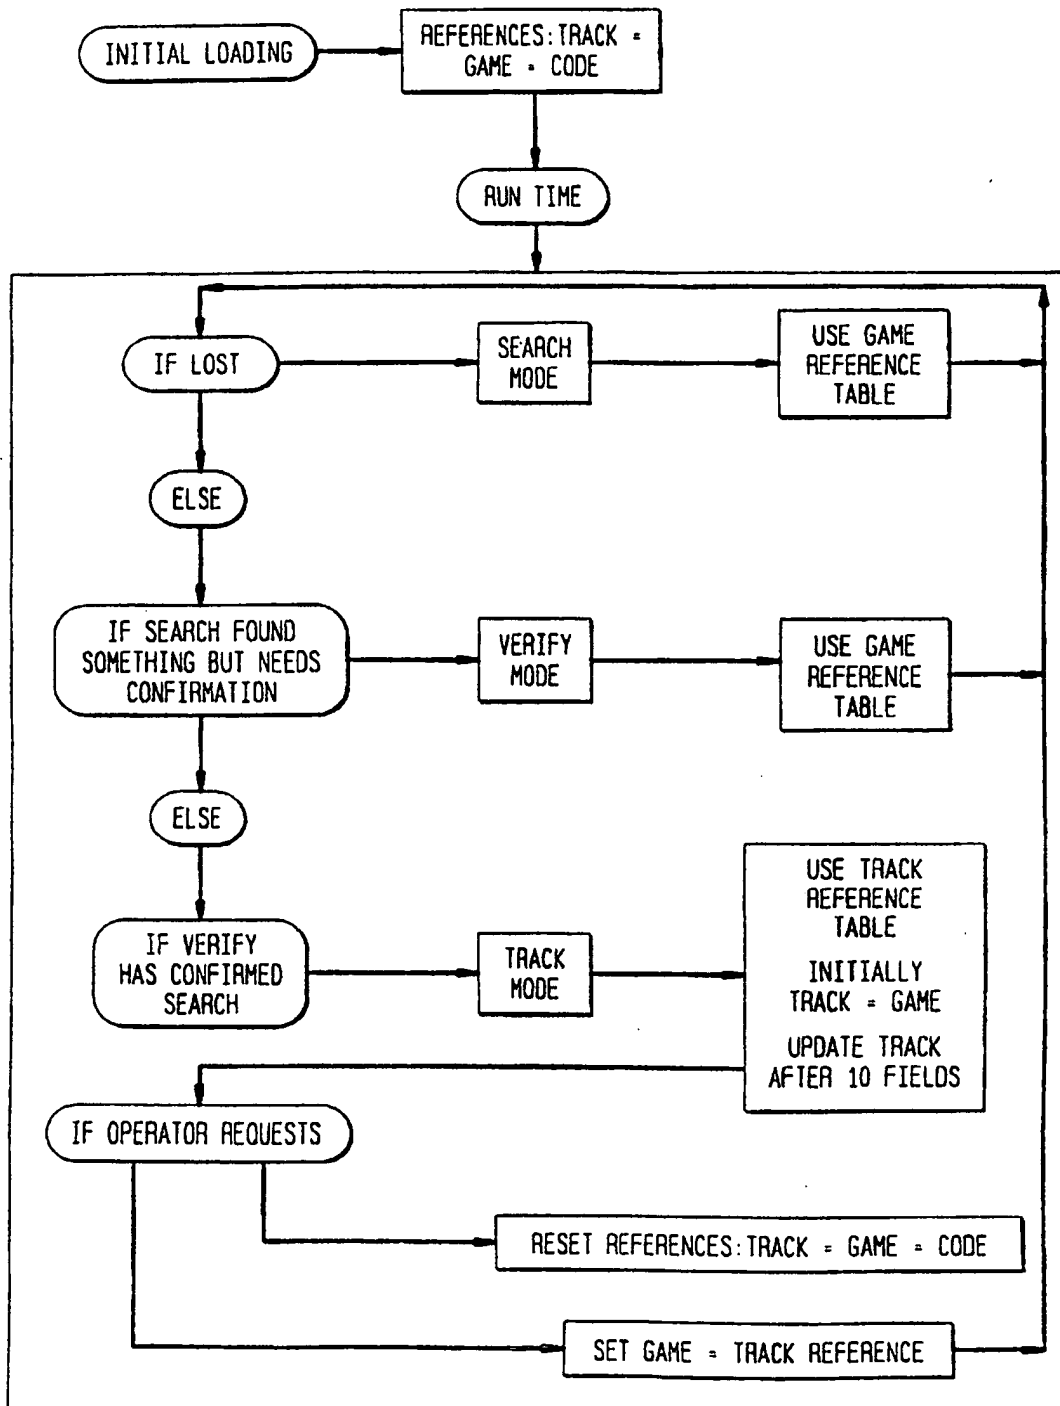 INITIAL LOADING
REFERENCES: TRACK =
GAME = CODE
RUN TIME
IF LOST
SEARCH
MODE
USE GAME
REFERENCE
TABLE
ELSE
IF SEARCH FOUND
SOMETHING BUT NEEDS
CONFIRMATION
VERIFY
MODE
USE GAME
REFERENCE
TABLE
ELSE
IF VERIFY
HAS CONFIRMED
SEARCH
TRACK
MODE
USE TRACK
REFERENCE
TABLE
INITIALLY
TRACK = GAME
UPDATE TRACK
AFTER 10 FIELDS
IF OPERATOR REQUESTS
RESET REFERENCES: TRACK = GAME = CODE
SET GAME = TRACK REFERENCE